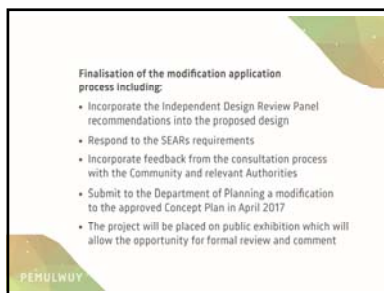 Finalisation of the modification application
process including:
• Incorporate the Independent Design Review Panel
recommendations into the proposed design
• Respond to the SEARs requirements
• Incorporate feedback from the consultation process
with the Community and relevant Authorities
• Submit to the Department of Planning a modification
to the approved Concept Plan in April 2017
• The project will be placed on public exhibition which will
allow the opportunity for formal review and comment
PEMULWUY